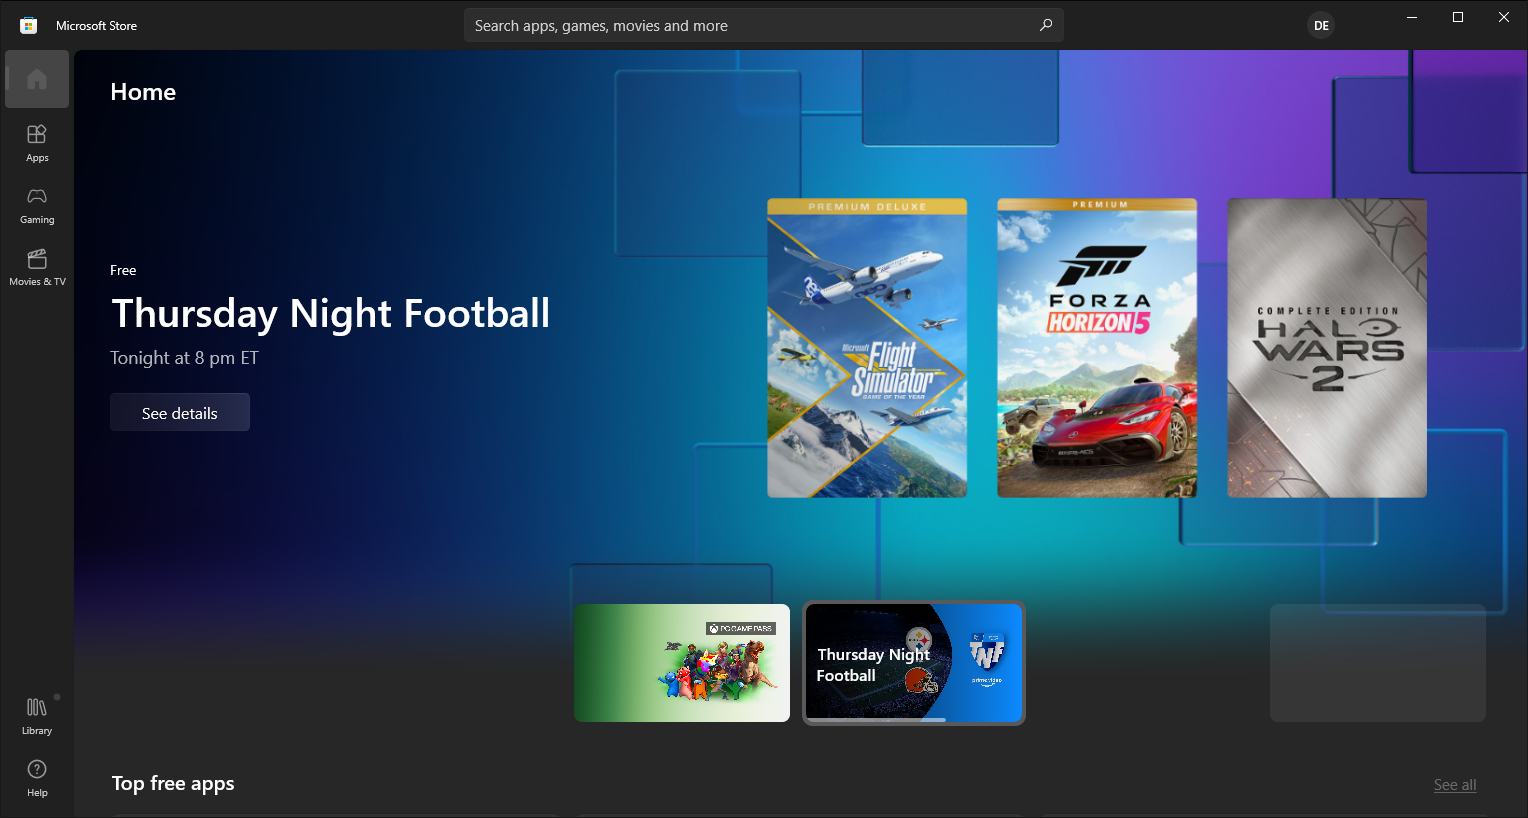 Microsoft Store
Search apps, games, movies and more
DE
Home
Apps
Gaming
Movies & TV
Free
Thursday Night Football
Tonight at 8 pm ET
See details
PREMIUM DELUXE
Microsoft
Flight
Simulator
GAME OF THE YEAR
PREMIUM
FORZA
HORIZON 5
COMPLETE EDITION
HALO
WARS
2
PC GAME PASS
Thursday Night
Football
TNF
prime video
Library
Help
Top free apps
See all